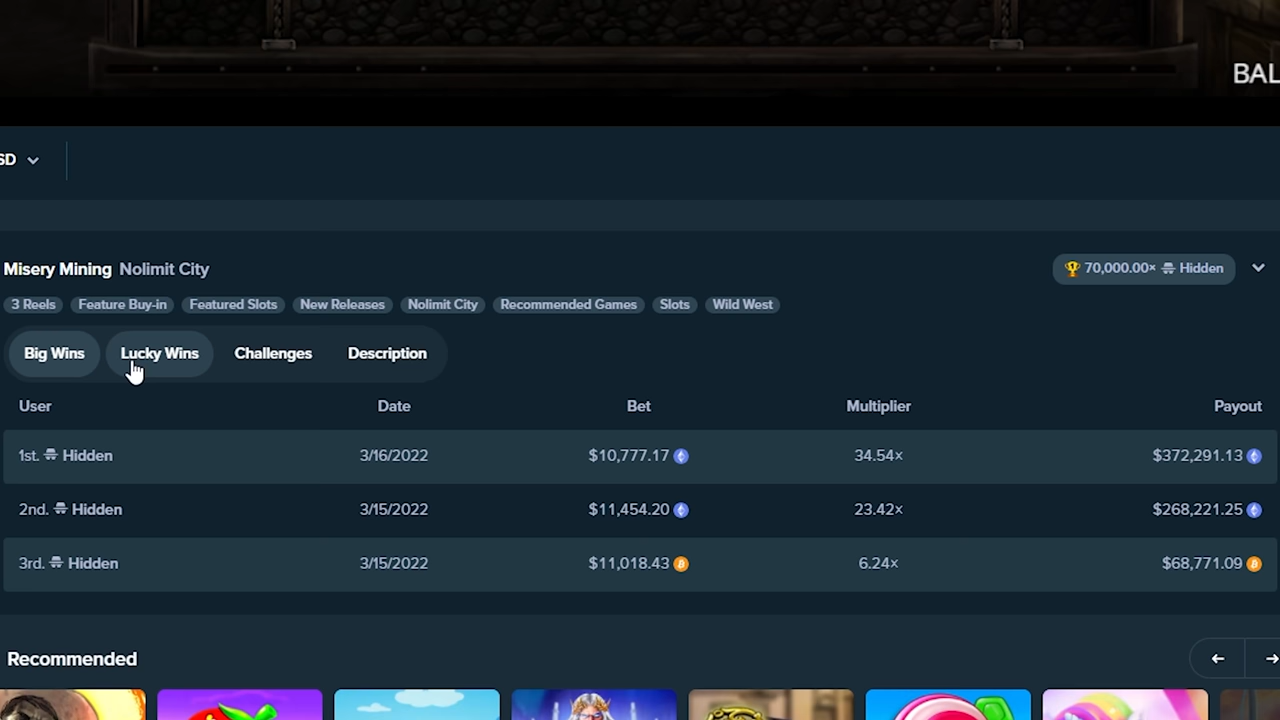 BAL
SD
Misery Mining Nolimit City
70,000.00× Hidden
3 Reels Feature Buy-in Featured Slots New Releases Nolimit City Recommended Games Slots Wild West
Big Wins Lucky Wins Challenges Description
User Date Bet Multiplier Payout
1st. Hidden 3/16/2022 $10,777.17 34.54× $372,291.13
2nd. Hidden 3/15/2022 $11,454.20 23.42× $268,221.25
3rd. Hidden 3/15/2022 $11,018.43 6.24× $68,771.09
Recommended